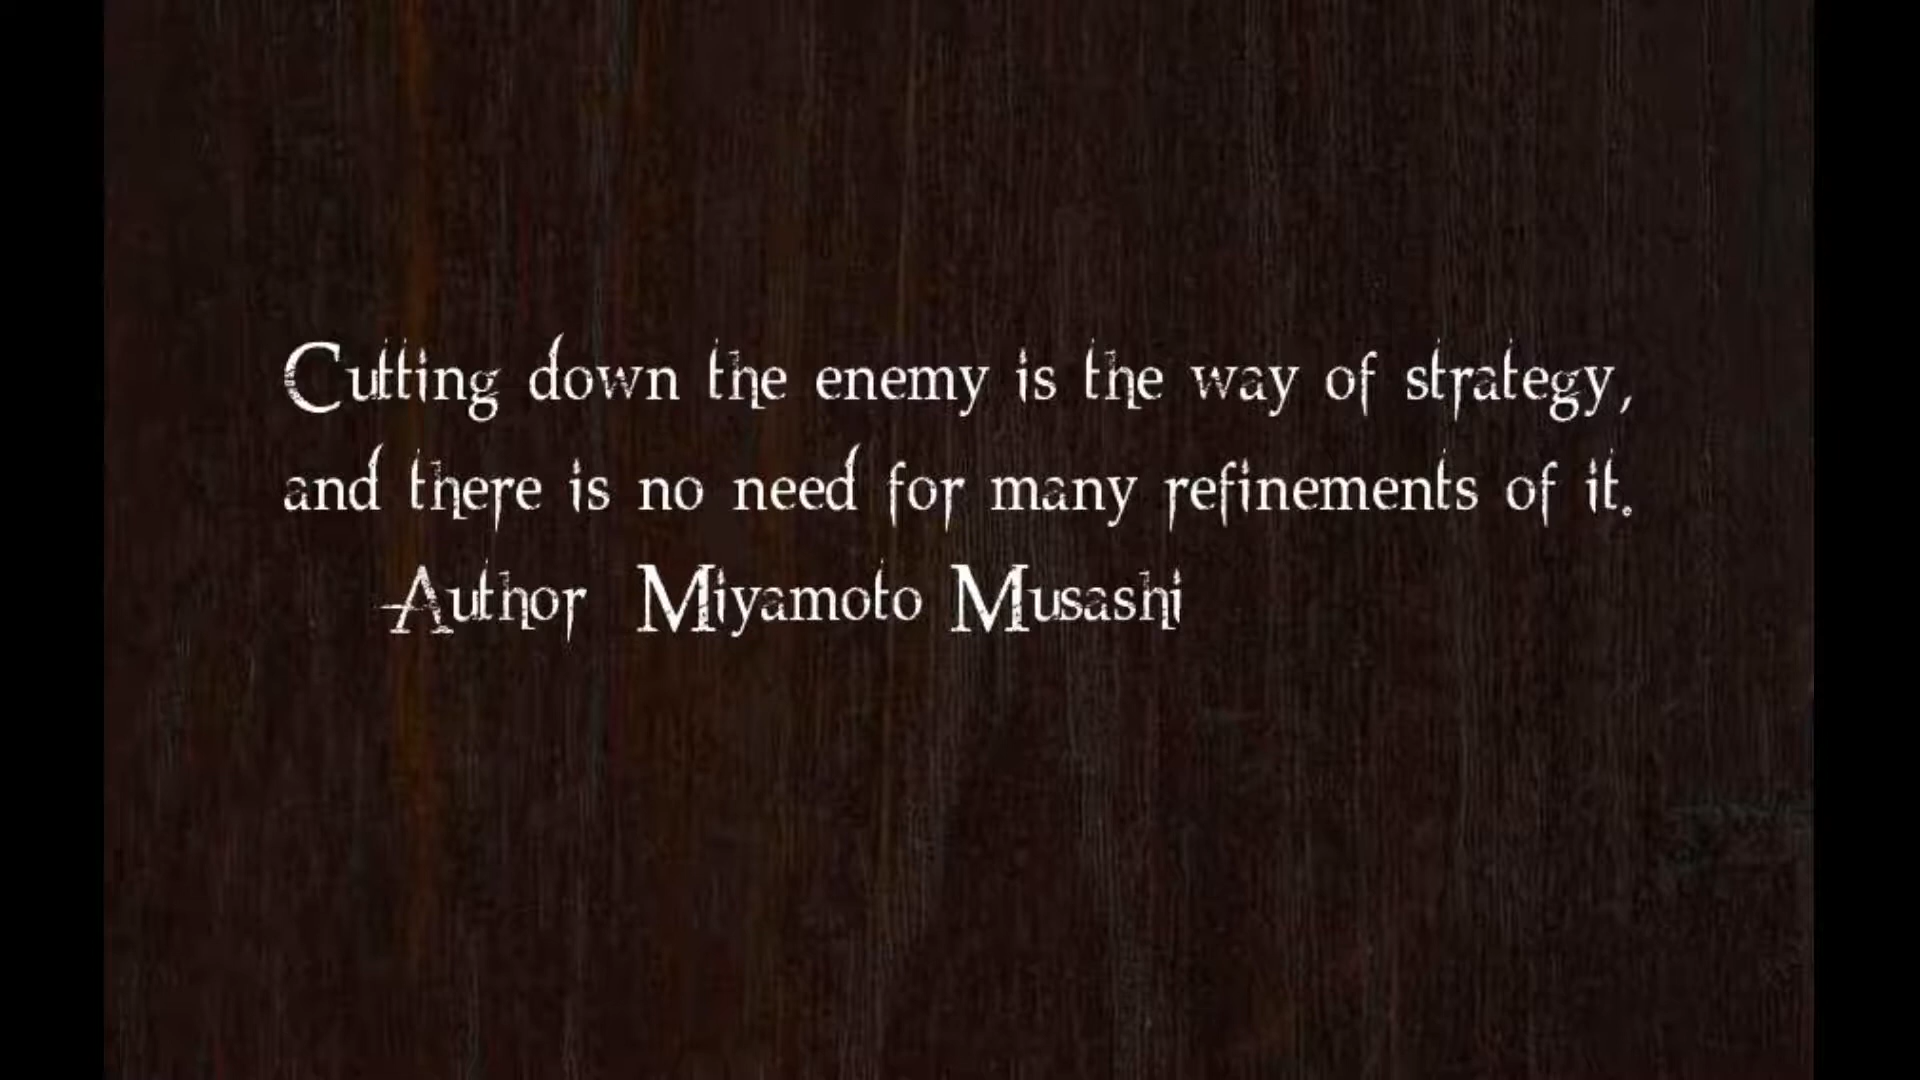 Cutting down the enemy is the way of strategy,
and there is no need for many refinements of it.
Author Miyamoto Musashi